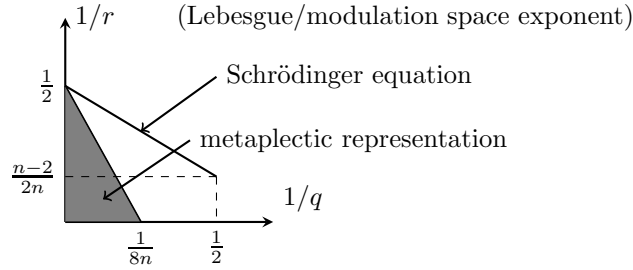 1/r (Lebesgue/modulation space exponent)
Schrödinger equation
1/2
metaplectic representation
n−2/2n
1/q
1/8n 1/2